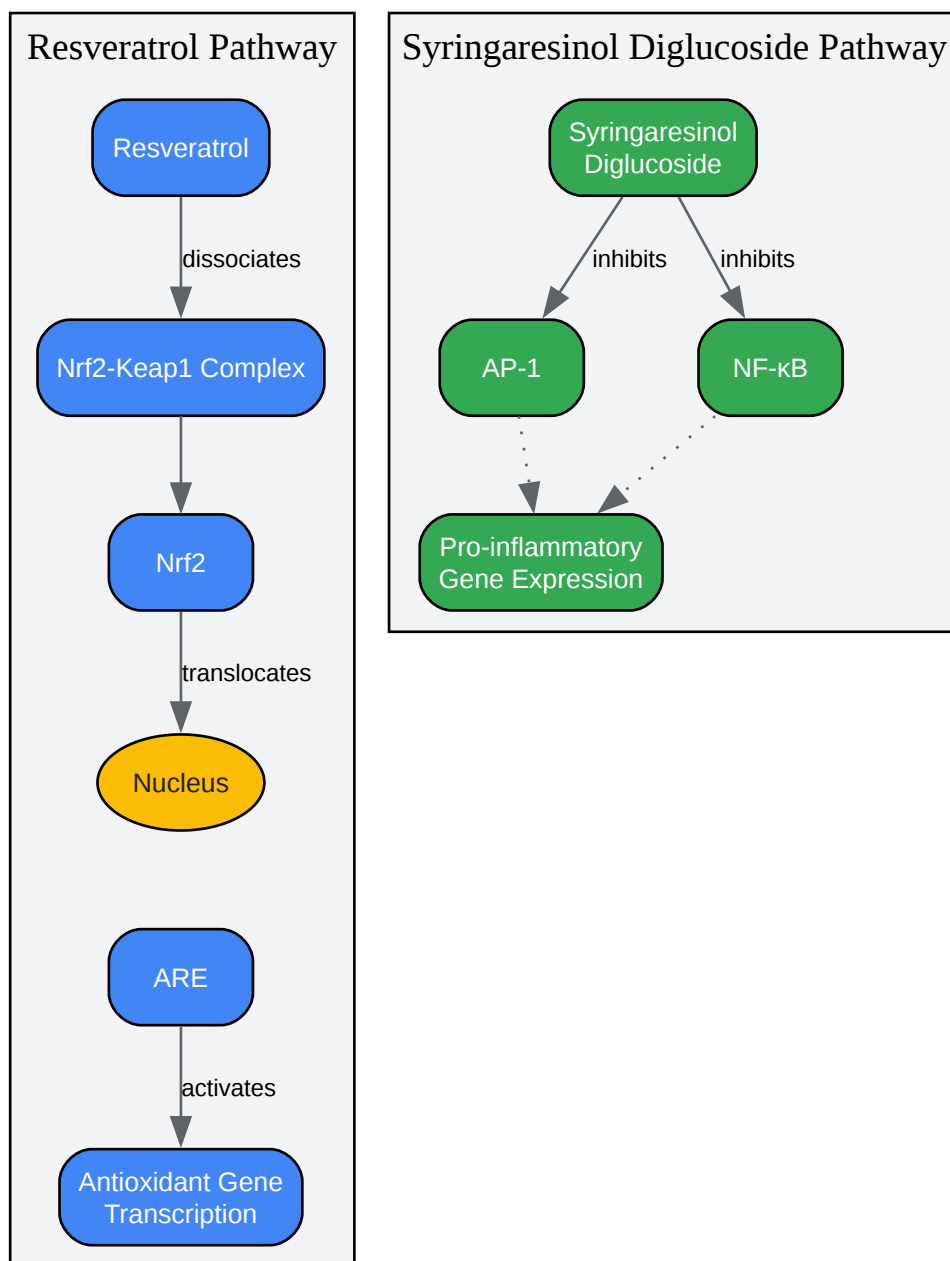 Resveratrol Pathway
Resveratrol
dissociates
Nrf2-Keap1 Complex
Nrf2
translocates
Nucleus
ARE
activates
Antioxidant Gene
Transcription
Syringaresinol Diglucoside Pathway
Syringaresinol
Diglucoside
inhibits
inhibits
AP-1
NF-κB
Pro-inflammatory
Gene Expression